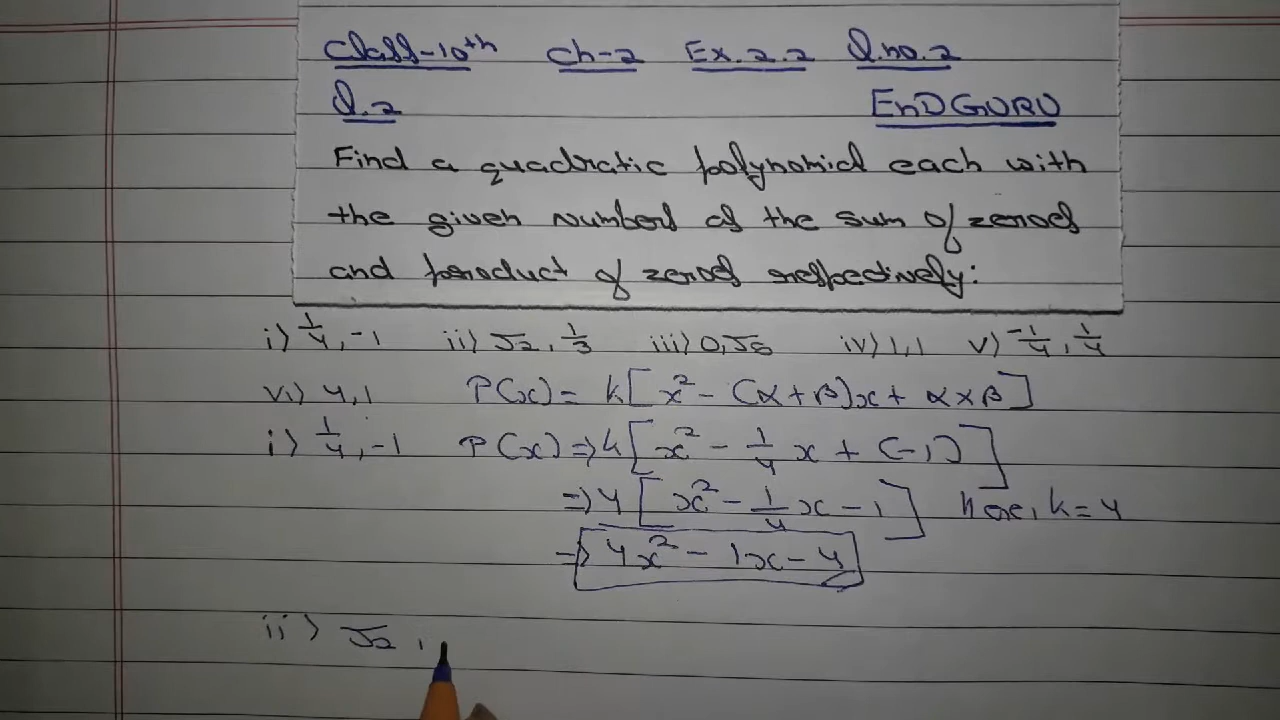 Class-10th Ch-2 Ex.2.2 Q.no.2
Q.2 EnD GURU
Find a quadratic polynomial each with
the given numbers as the sum of zeroes
and product of zeroes respectively:
i) 1/4, -1 ii) √2, 1/3 iii) 0, √5 iv) 1, 1 v) -1/4, 1/4
vi) 4, 1 P(x) = k[x² - (α+β)x + α×β]
i) 1/4, -1 P(x) => k[x² - 1/4 x + (-1)]
=> 4[x² - 1/4 x - 1] Here, k = 4
=> 4x² - 1x - 4
ii) √2,